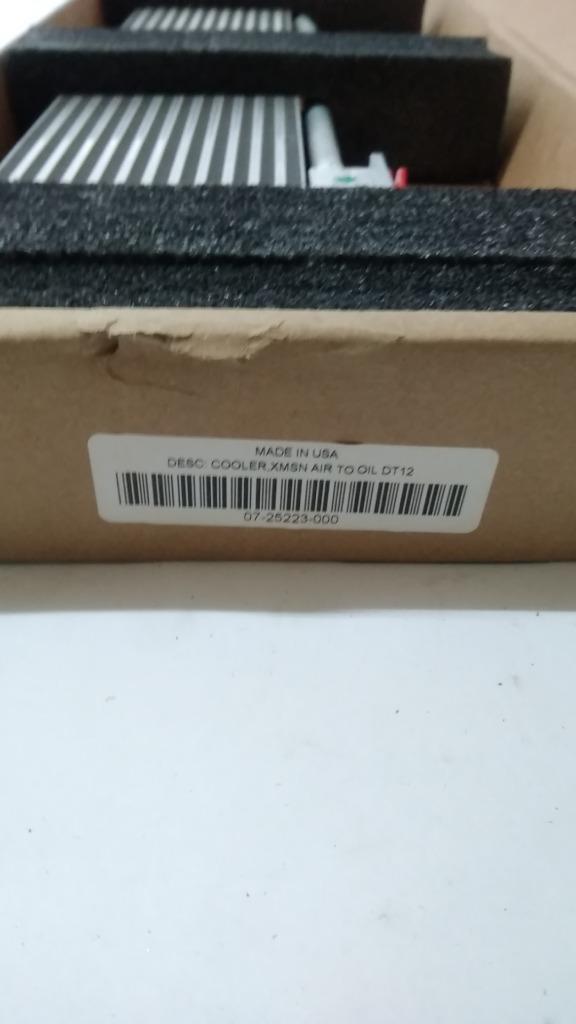 MADE IN USA
DESC: COOLER,XMSN AIR TO OIL DT12
07-25223-000